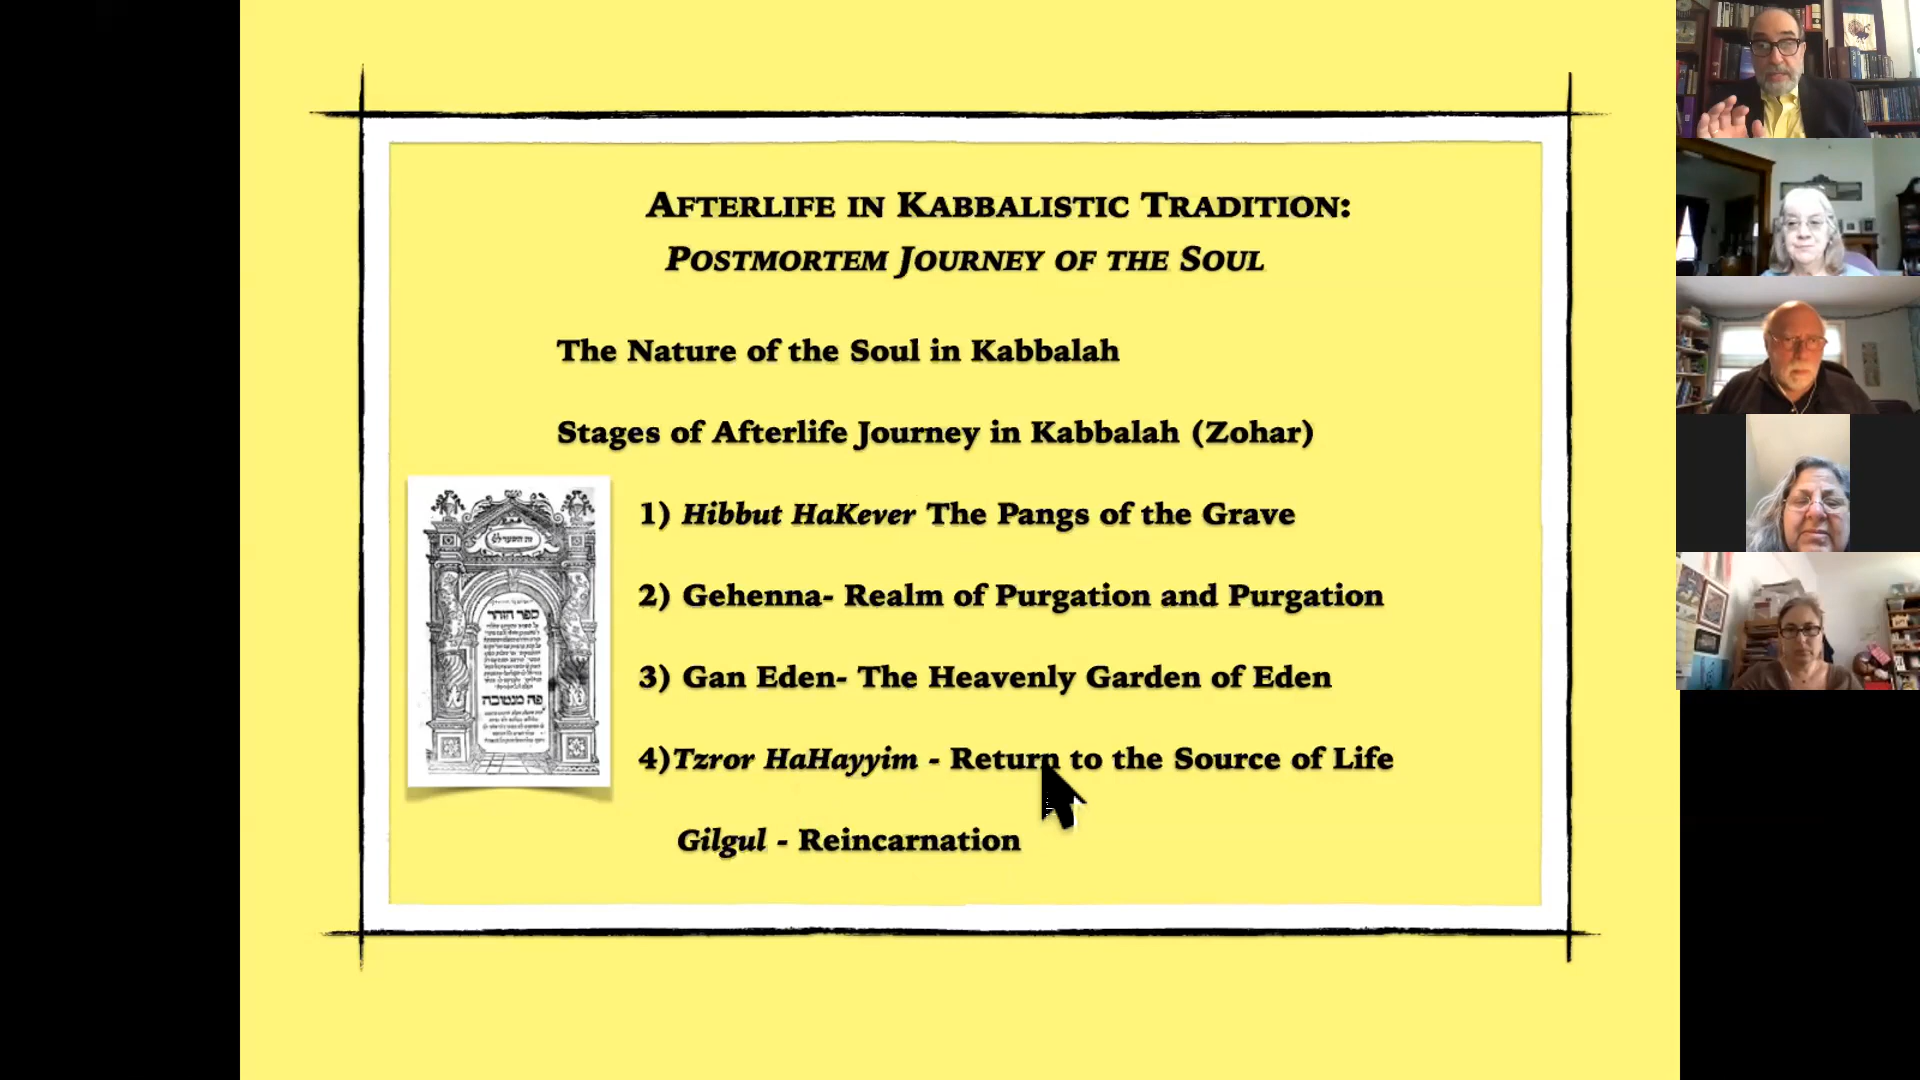 Afterlife in Kabbalistic Tradition:
Postmortem Journey of the Soul
The Nature of the Soul in Kabbalah
Stages of Afterlife Journey in Kabbalah (Zohar)
1) Hibbut HaKever The Pangs of the Grave
2) Gehenna- Realm of Purgation and Purgation
3) Gan Eden- The Heavenly Garden of Eden
4)Tzror HaHayyim - Return to the Source of Life
Gilgul - Reincarnation
ספר הזהר
פה מנטובה